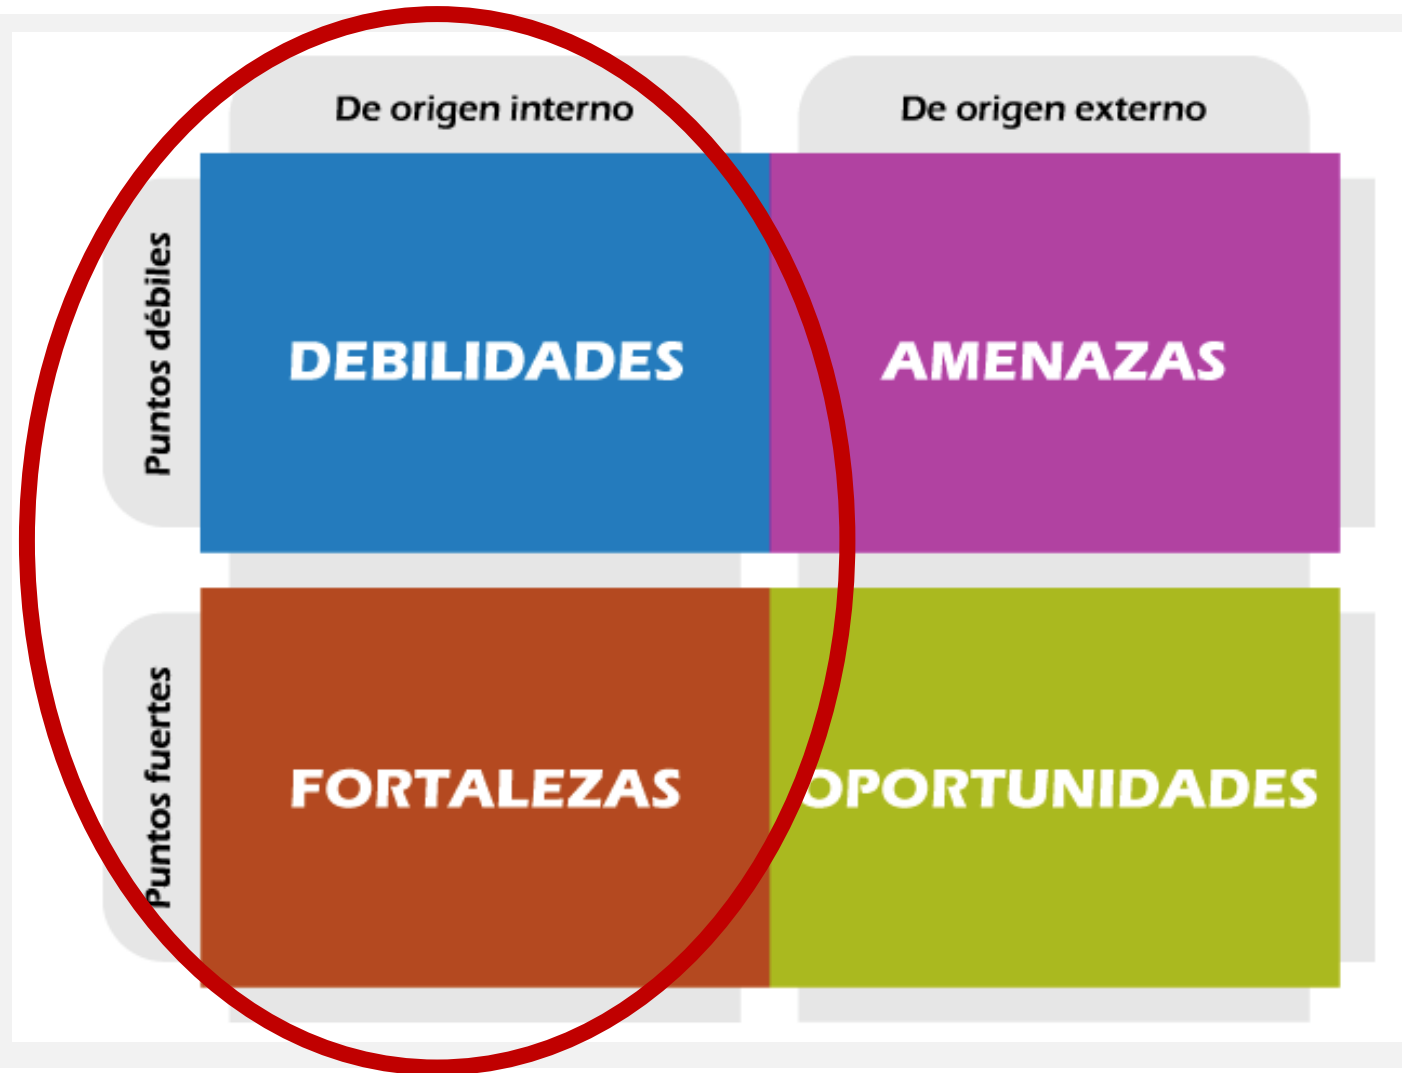 De origen interno
De origen externo
Puntos débiles
DEBILIDADES
AMENAZAS
Puntos fuertes
FORTALEZAS
OPORTUNIDADES